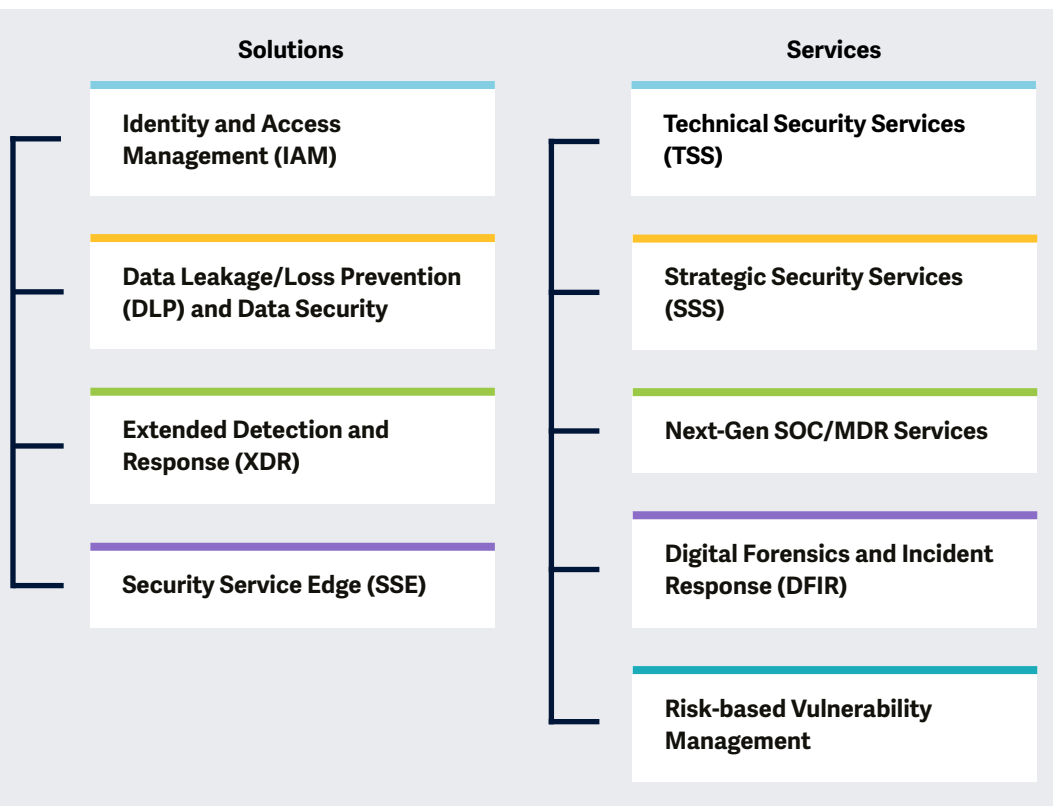 Solutions
Identity and Access
Management (IAM)
Data Leakage/Loss Prevention
(DLP) and Data Security
Extended Detection and
Response (XDR)
Security Service Edge (SSE)
Services
Technical Security Services
(TSS)
Strategic Security Services
(SSS)
Next-Gen SOC/MDR Services
Digital Forensics and Incident
Response (DFIR)
Risk-based Vulnerability
Management